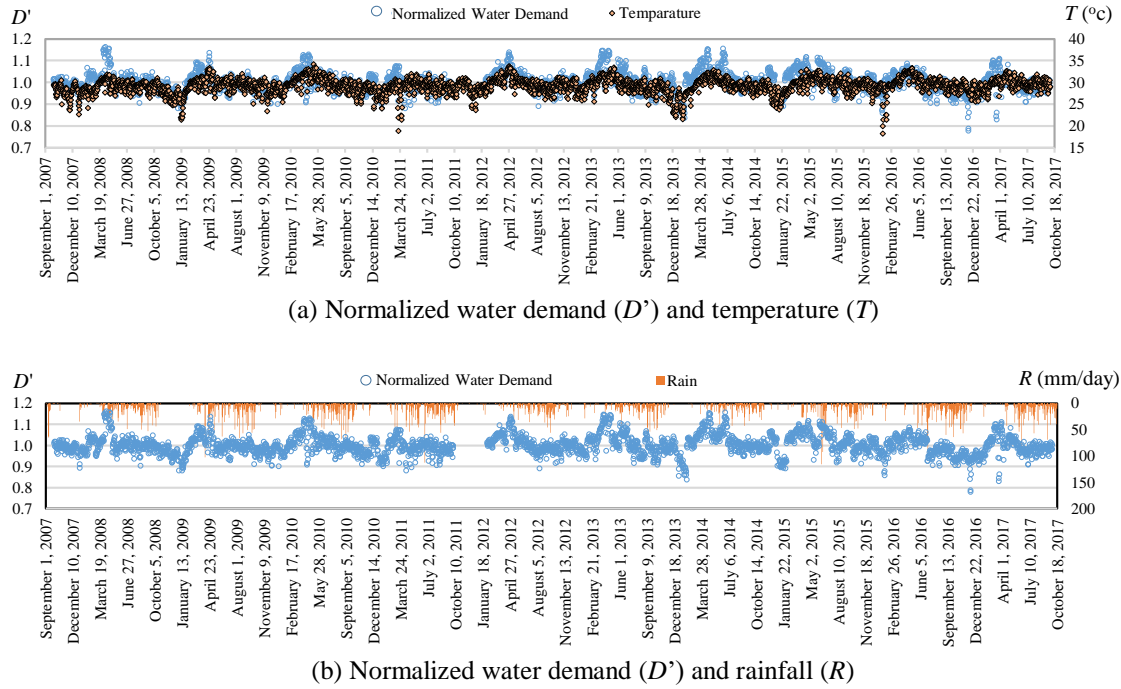 D'
Normalized Water Demand
Temparature
T (°c)
1.2
1.1
1.0
0.9
0.8
0.7
40
35
30
25
20
15
September 1, 2007
December 10, 2007
March 19, 2008
June 27, 2008
October 5, 2008
January 13, 2009
April 23, 2009
August 1, 2009
November 9, 2009
February 17, 2010
May 28, 2010
September 5, 2010
December 14, 2010
March 24, 2011
July 2, 2011
October 10, 2011
January 18, 2012
April 27, 2012
August 5, 2012
November 13, 2012
February 21, 2013
June 1, 2013
September 9, 2013
December 18, 2013
March 28, 2014
July 6, 2014
October 14, 2014
January 22, 2015
May 2, 2015
August 10, 2015
November 18, 2015
February 26, 2016
June 5, 2016
September 13, 2016
December 22, 2016
April 1, 2017
July 10, 2017
October 18, 2017
(a) Normalized water demand (D’) and temperature (T)
D'
Normalized Water Demand
Rain
R (mm/day)
1.2
1.1
1.0
0.9
0.8
0.7
0
50
100
150
200
September 1, 2007
December 10, 2007
March 19, 2008
June 27, 2008
October 5, 2008
January 13, 2009
April 23, 2009
August 1, 2009
November 9, 2009
February 17, 2010
May 28, 2010
September 5, 2010
December 14, 2010
March 24, 2011
July 2, 2011
October 10, 2011
January 18, 2012
April 27, 2012
August 5, 2012
November 13, 2012
February 21, 2013
June 1, 2013
September 9, 2013
December 18, 2013
March 28, 2014
July 6, 2014
October 14, 2014
January 22, 2015
May 2, 2015
August 10, 2015
November 18, 2015
February 26, 2016
June 5, 2016
September 13, 2016
December 22, 2016
April 1, 2017
July 10, 2017
October 18, 2017
(b) Normalized water demand (D’) and rainfall (R)